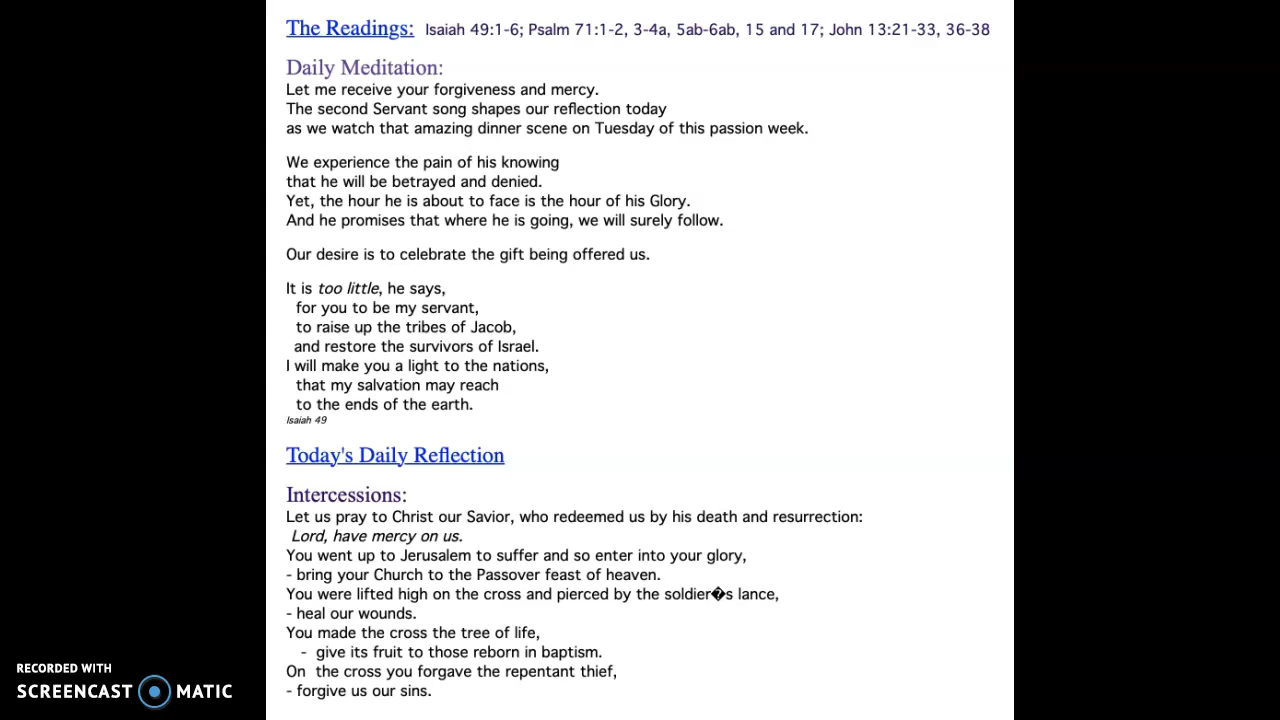 The Readings: Isaiah 49:1-6; Psalm 71:1-2, 3-4a, 5ab-6ab, 15 and 17; John 13:21-33, 36-38
Daily Meditation:
Let me receive your forgiveness and mercy.
The second Servant song shapes our reflection today
as we watch that amazing dinner scene on Tuesday of this passion week.
We experience the pain of his knowing
that he will be betrayed and denied.
Yet, the hour he is about to face is the hour of his Glory.
And he promises that where he is going, we will surely follow.
Our desire is to celebrate the gift being offered us.
It is too little, he says,
for you to be my servant,
to raise up the tribes of Jacob,
and restore the survivors of Israel.
I will make you a light to the nations,
that my salvation may reach
to the ends of the earth.
Isaiah 49
Today's Daily Reflection
Intercessions:
Let us pray to Christ our Savior, who redeemed us by his death and resurrection:
Lord, have mercy on us.
You went up to Jerusalem to suffer and so enter into your glory,
- bring your Church to the Passover feast of heaven.
You were lifted high on the cross and pierced by the soldier�s lance,
- heal our wounds.
You made the cross the tree of life,
- give its fruit to those reborn in baptism.
On the cross you forgave the repentant thief,
- forgive us our sins.
RECORDED WITH
SCREENCAST MATIC